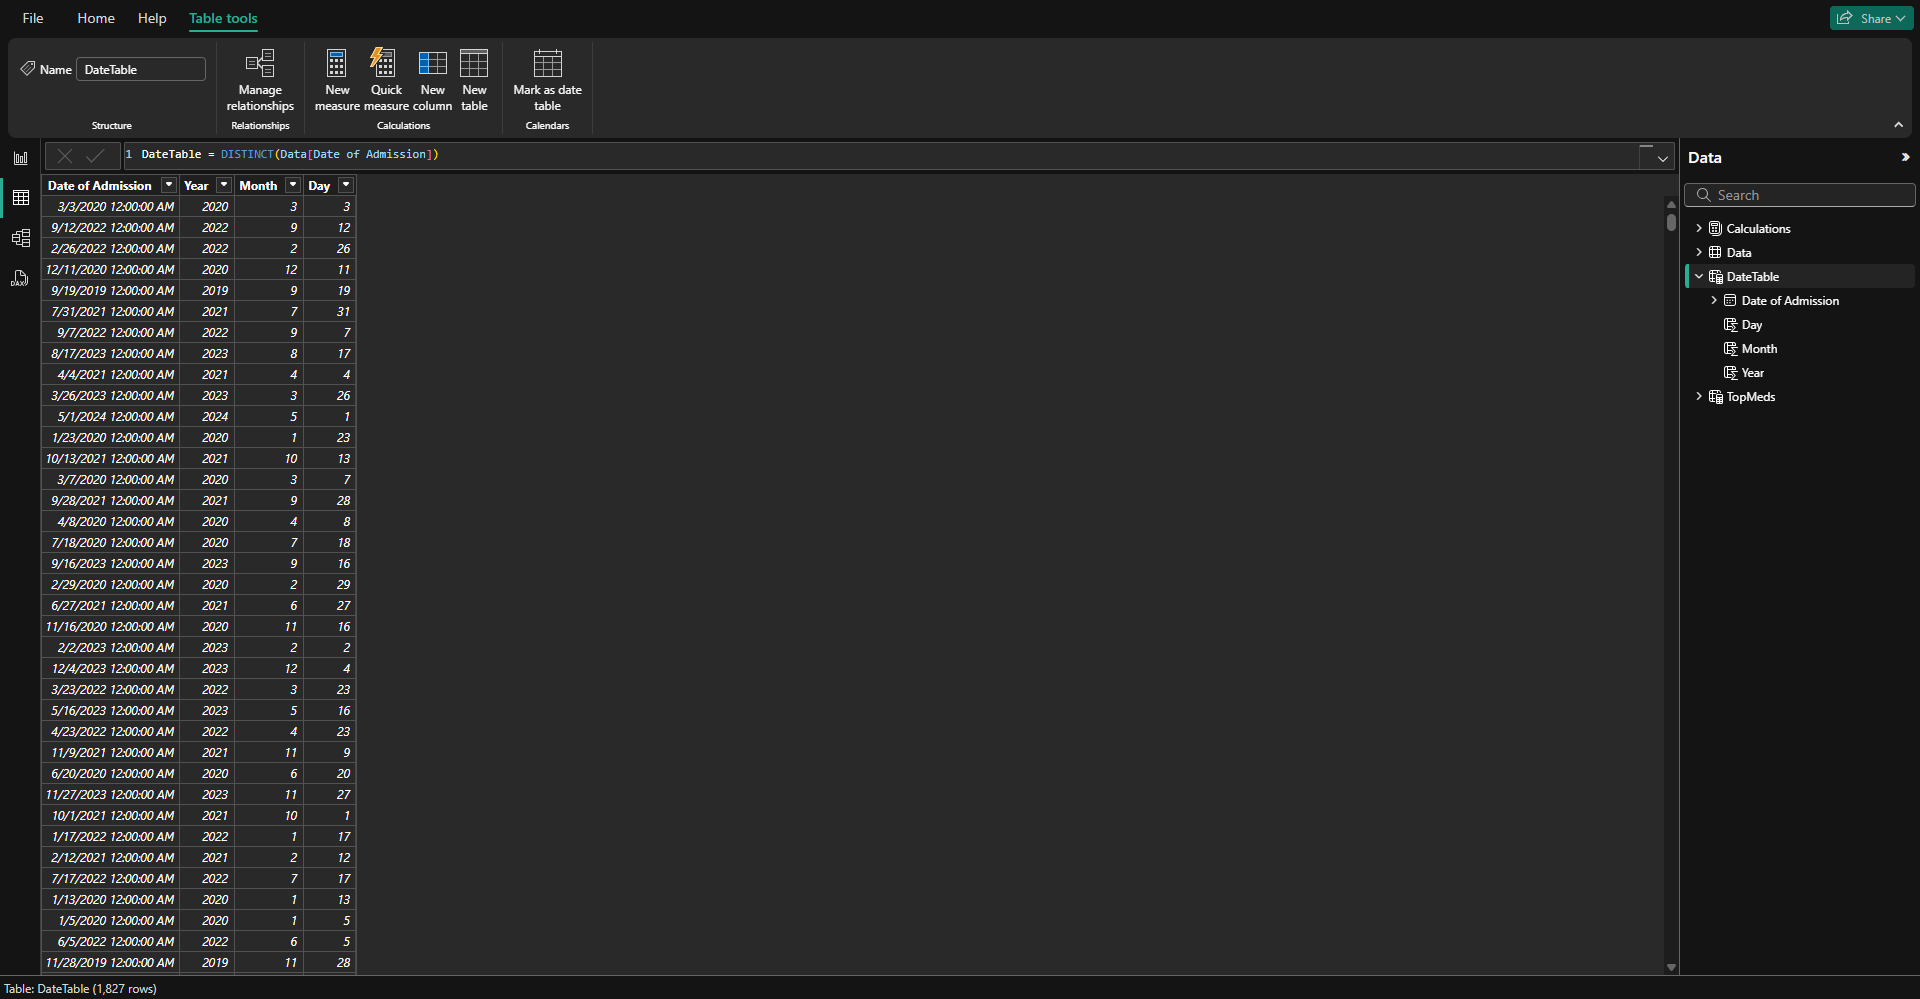 File Home Help Table tools
Share
Name DateTable
Manage relationships
New measure
Quick measure
New column
New table
Mark as date table
Structure Relationships Calculations Calendars
1 DateTable = DISTINCT(Data[Date of Admission])
Date of Admission Year Month Day
3/3/2020 12:00:00 AM 2020 3 3
9/12/2022 12:00:00 AM 2022 9 12
2/26/2022 12:00:00 AM 2022 2 26
12/11/2020 12:00:00 AM 2020 12 11
9/19/2019 12:00:00 AM 2019 9 19
7/31/2021 12:00:00 AM 2021 7 31
9/7/2022 12:00:00 AM 2022 9 7
8/17/2023 12:00:00 AM 2023 8 17
4/4/2021 12:00:00 AM 2021 4 4
3/26/2023 12:00:00 AM 2023 3 26
5/1/2024 12:00:00 AM 2024 5 1
1/23/2020 12:00:00 AM 2020 1 23
10/13/2021 12:00:00 AM 2021 10 13
3/7/2020 12:00:00 AM 2020 3 7
9/28/2021 12:00:00 AM 2021 9 28
4/8/2020 12:00:00 AM 2020 4 8
7/18/2020 12:00:00 AM 2020 7 18
9/16/2023 12:00:00 AM 2023 9 16
2/29/2020 12:00:00 AM 2020 2 29
6/27/2021 12:00:00 AM 2021 6 27
11/16/2020 12:00:00 AM 2020 11 16
2/2/2023 12:00:00 AM 2023 2 2
12/4/2023 12:00:00 AM 2023 12 4
3/23/2022 12:00:00 AM 2022 3 23
5/16/2023 12:00:00 AM 2023 5 16
4/23/2022 12:00:00 AM 2022 4 23
11/9/2021 12:00:00 AM 2021 11 9
6/20/2020 12:00:00 AM 2020 6 20
11/27/2023 12:00:00 AM 2023 11 27
10/1/2021 12:00:00 AM 2021 10 1
1/17/2022 12:00:00 AM 2022 1 17
2/12/2021 12:00:00 AM 2021 2 12
7/17/2022 12:00:00 AM 2022 7 17
1/13/2020 12:00:00 AM 2020 1 13
1/5/2020 12:00:00 AM 2020 1 5
6/5/2022 12:00:00 AM 2022 6 5
11/28/2019 12:00:00 AM 2019 11 28
Data
Search
Calculations
Data
DateTable
Date of Admission
Day
Month
Year
TopMeds
DAX
Table: DateTable (1,827 rows)